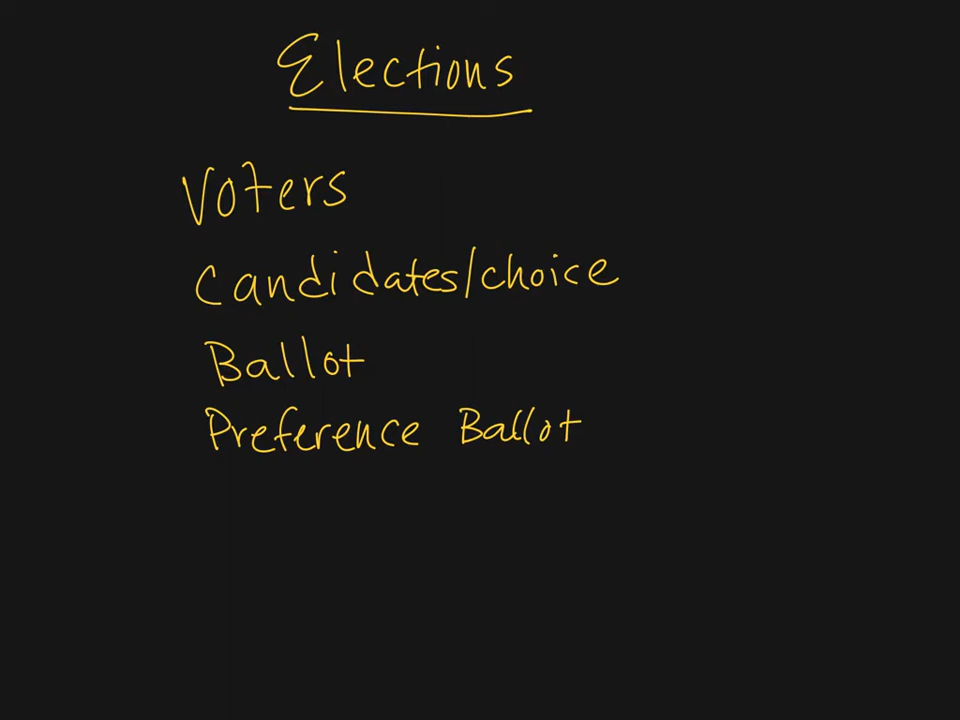 Elections
Voters
Candidates/choice
Ballot
Preference Ballot